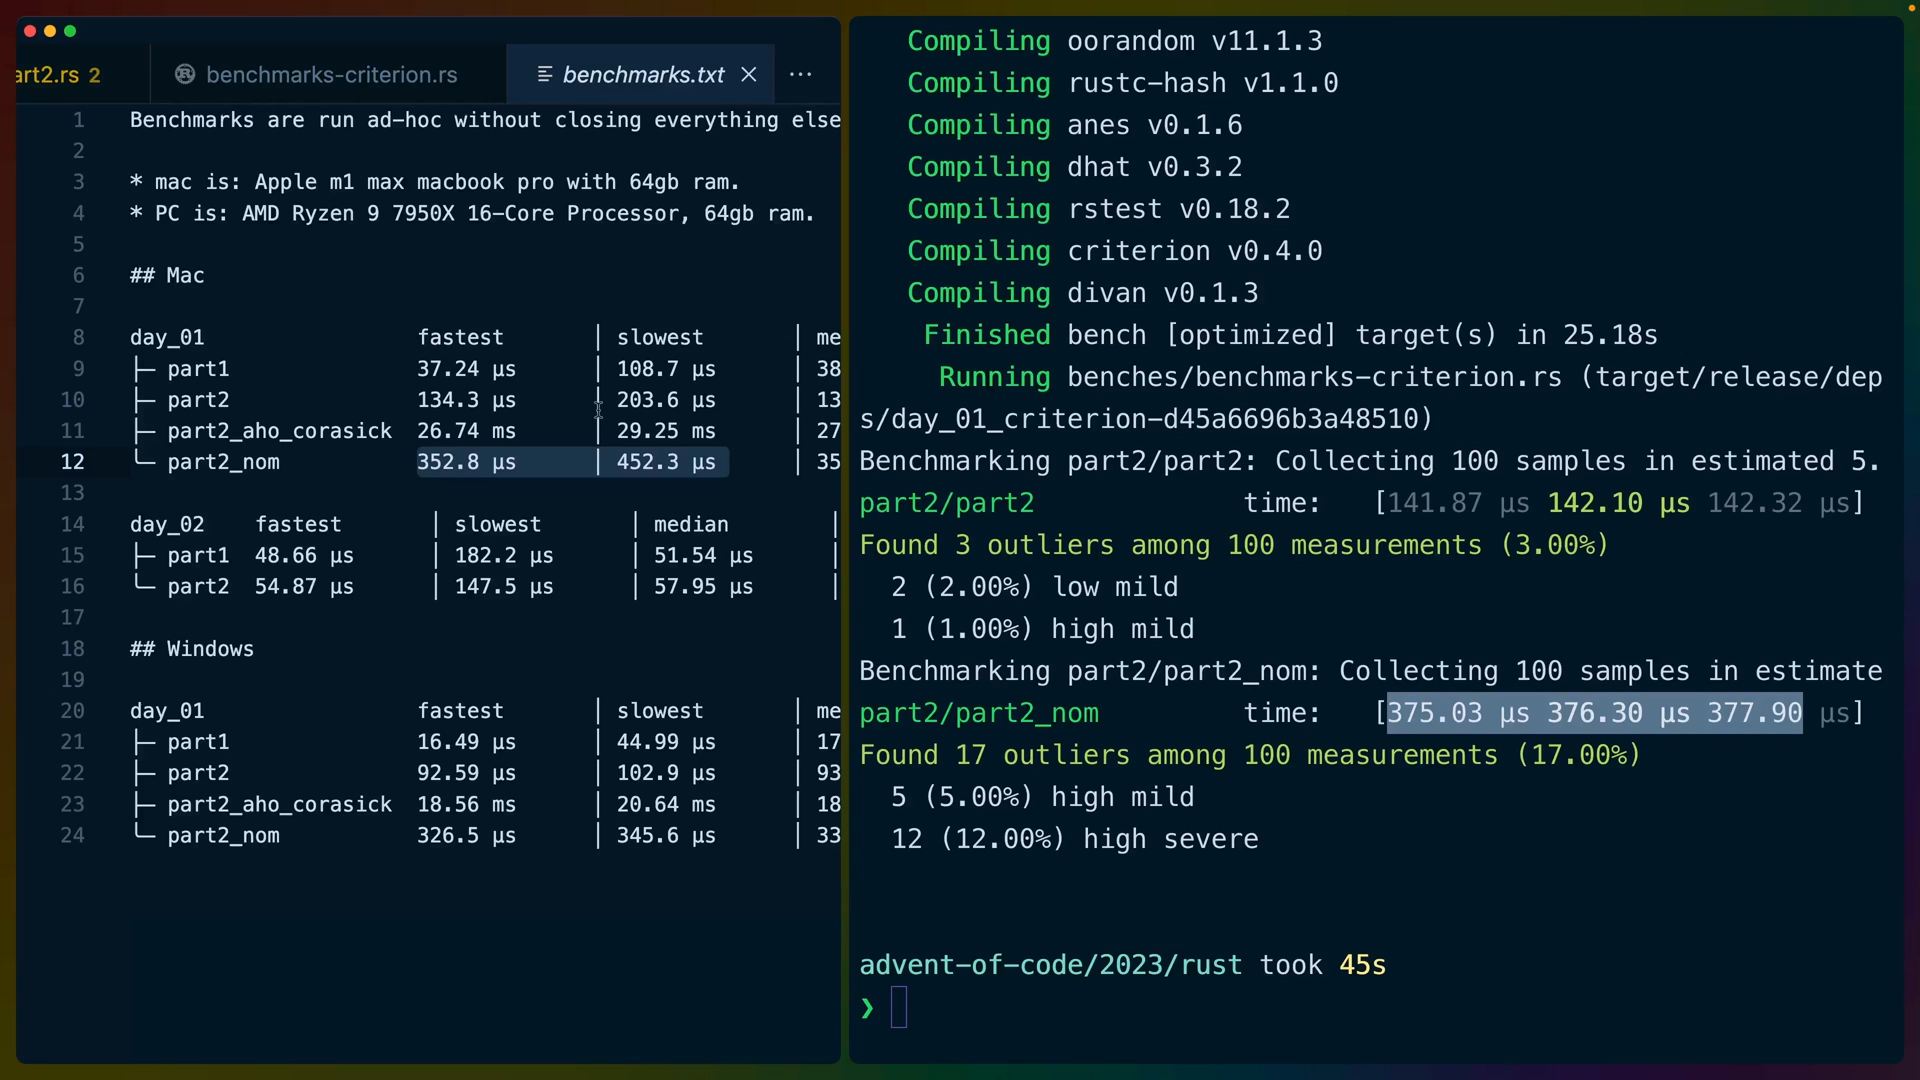 art2.rs 2
benchmarks-criterion.rs
benchmarks.txt
1 Benchmarks are run ad-hoc without closing everything else
2
3 * mac is: Apple m1 max macbook pro with 64gb ram.
4 * PC is: AMD Ryzen 9 7950X 16-Core Processor, 64gb ram.
5
6 ## Mac
7
8 day_01 fastest │ slowest │ me
9 ├─ part1 37.24 µs │ 108.7 µs │ 38
10 ├─ part2 134.3 µs │ 203.6 µs │ 13
11 ├─ part2_aho_corasick 26.74 ms │ 29.25 ms │ 27
12 ╰─ part2_nom 352.8 µs │ 452.3 µs │ 35
13
14 day_02 fastest │ slowest │ median │
15 ├─ part1 48.66 µs │ 182.2 µs │ 51.54 µs │
16 ╰─ part2 54.87 µs │ 147.5 µs │ 57.95 µs │
17
18 ## Windows
19
20 day_01 fastest │ slowest │ me
21 ├─ part1 16.49 µs │ 44.99 µs │ 17
22 ├─ part2 92.59 µs │ 102.9 µs │ 93
23 ├─ part2_aho_corasick 18.56 ms │ 20.64 ms │ 18
24 ╰─ part2_nom 326.5 µs │ 345.6 µs │ 33
Compiling oorandom v11.1.3
Compiling rustc-hash v1.1.0
Compiling anes v0.1.6
Compiling dhat v0.3.2
Compiling rstest v0.18.2
Compiling criterion v0.4.0
Compiling divan v0.1.3
Finished bench [optimized] target(s) in 25.18s
Running benches/benchmarks-criterion.rs (target/release/dep
s/day_01_criterion-d45a6696b3a48510)
Benchmarking part2/part2: Collecting 100 samples in estimated 5.
part2/part2 time: [141.87 µs 142.10 µs 142.32 µs]
Found 3 outliers among 100 measurements (3.00%)
2 (2.00%) low mild
1 (1.00%) high mild
Benchmarking part2/part2_nom: Collecting 100 samples in estimate
part2/part2_nom time: [375.03 µs 376.30 µs 377.90 µs]
Found 17 outliers among 100 measurements (17.00%)
5 (5.00%) high mild
12 (12.00%) high severe
advent-of-code/2023/rust took 45s
❯